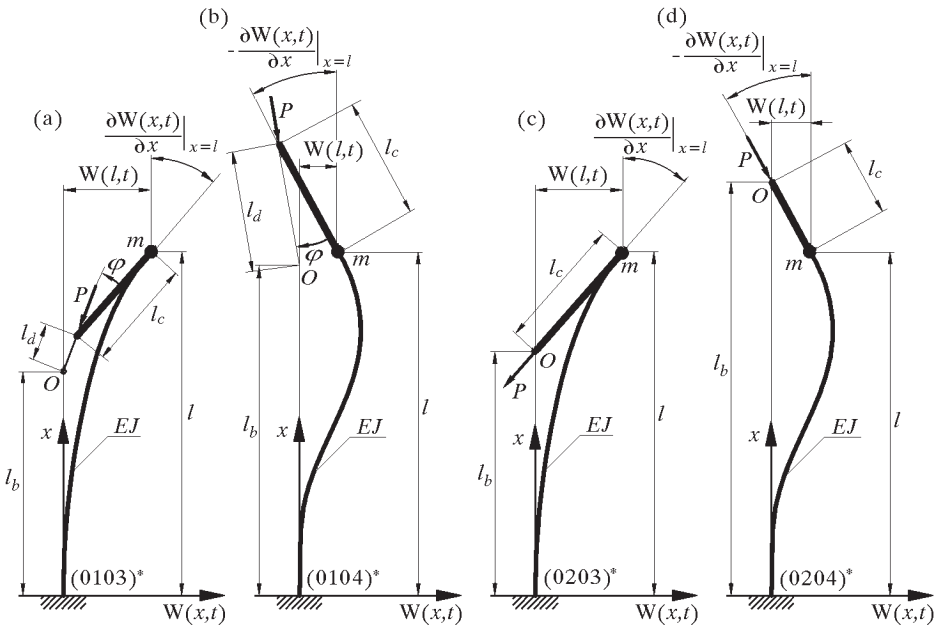 (a)
∂W(x,t)
∂x
x=l
W(l,t)
m
φ
P
l_c
l_d
O
l
x
EJ
l_b
(0103)*
W(x,t)
(b)
- ∂W(x,t)
∂x
x=l
P
W(l,t)
l_c
l_d
φ
m
O
l_b
x
EJ
l
(0104)*
W(x,t)
(c)
∂W(x,t)
∂x
x=l
W(l,t)
l_c
m
O
P
x
EJ
l
l_b
(0203)*
W(x,t)
(d)
- ∂W(x,t)
∂x
x=l
W(l,t)
P
l_c
O
m
l_b
x
EJ
l
(0204)*
W(x,t)